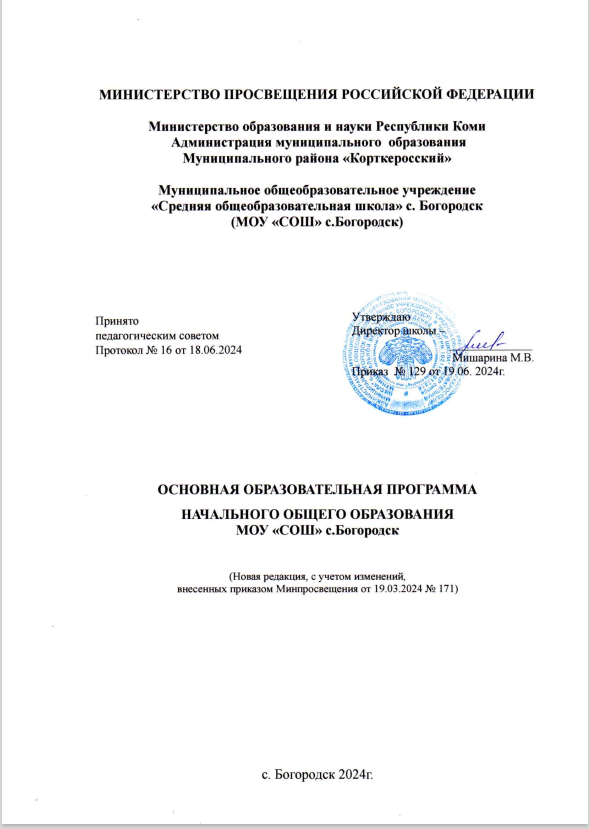 МИНИСТЕРСТВО ПРОСВЕЩЕНИЯ РОССИЙСКОЙ ФЕДЕРАЦИИ
Министерство образования и науки Республики Коми
Администрация муниципального образования
Муниципального района «Корткеросский»
Муниципальное общеобразовательное учреждение
«Средняя общеобразовательная школа» с. Богородск
(МОУ «СОШ» с.Богородск)
Принято
педагогическим советом
Протокол № 16 от 18.06.2024
Утверждаю
Директор школы –
Мишарина М.В.
Приказ № 129 от 19.06. 2024г.
ОСНОВНАЯ ОБРАЗОВАТЕЛЬНАЯ ПРОГРАММА
НАЧАЛЬНОГО ОБЩЕГО ОБРАЗОВАНИЯ
МОУ «СОШ» с.Богородск
(Новая редакция, с учетом изменений,
внесенных приказом Минпросвещения от 19.03.2024 № 171)
с. Богородск 2024г.